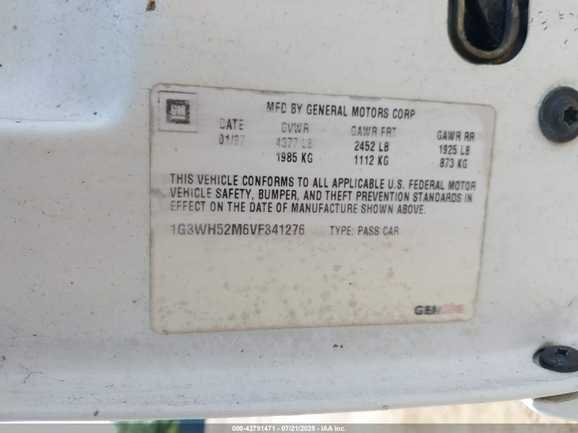 GM
MFD BY GENERAL MOTORS CORP
DATE GVWR GAWR FRT GAWR RR
01/97 4377 LB 2452 LB 1925 LB
1985 KG 1112 KG 873 KG
THIS VEHICLE CONFORMS TO ALL APPLICABLE U.S. FEDERAL MOTOR
VEHICLE SAFETY, BUMPER, AND THEFT PREVENTION STANDARDS IN
EFFECT ON THE DATE OF MANUFACTURE SHOWN ABOVE.
1G3WH52M6VF341276 TYPE: PASS CAR
000-43791471 - 07/21/2025 - IAA Inc.